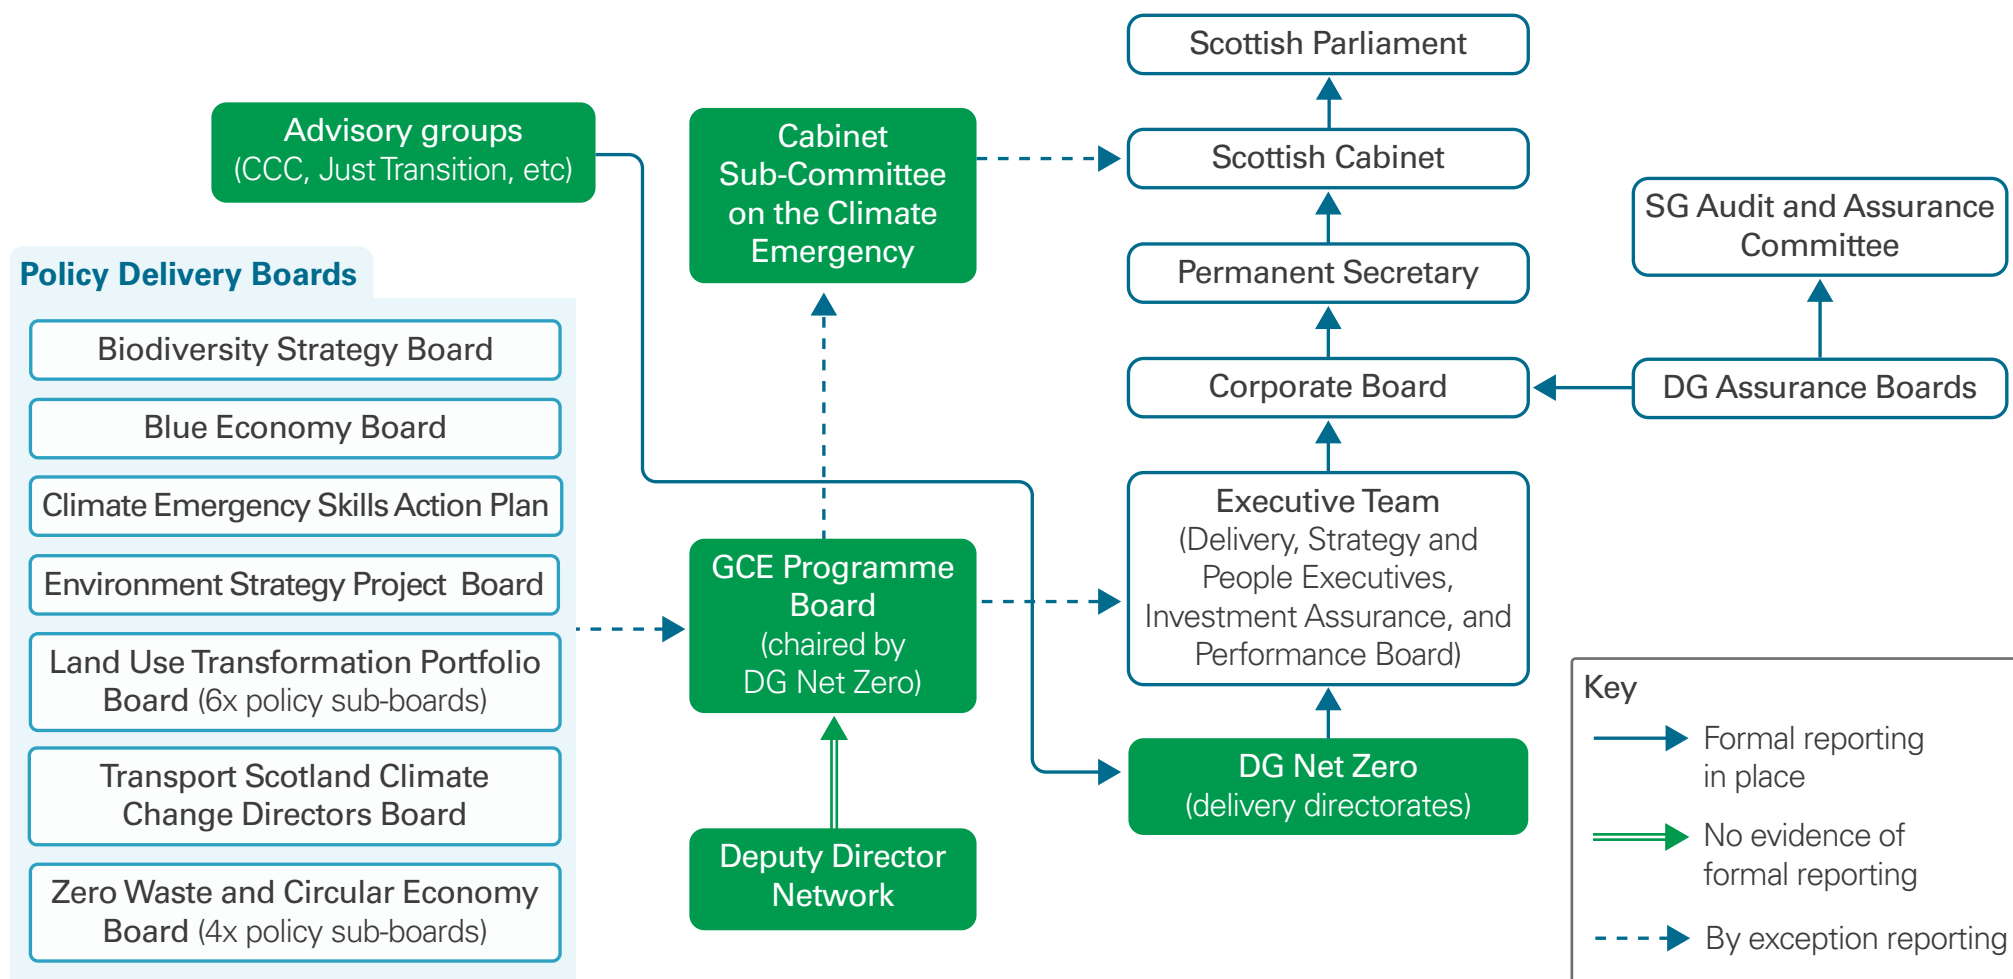 Scottish Parliament
Advisory groups
(CCC, Just Transition, etc)
Cabinet
Sub-Committee
on the Climate
Emergency
Scottish Cabinet
SG Audit and Assurance
Committee
Permanent Secretary
Policy Delivery Boards
Biodiversity Strategy Board
Blue Economy Board
Climate Emergency Skills Action Plan
Environment Strategy Project Board
Land Use Transformation Portfolio
Board (6x policy sub-boards)
Transport Scotland Climate
Change Directors Board
Zero Waste and Circular Economy
Board (4x policy sub-boards)
Corporate Board
DG Assurance Boards
GCE Programme
Board
(chaired by
DG Net Zero)
Executive Team
(Delivery, Strategy and
People Executives,
Investment Assurance, and
Performance Board)
Deputy Director
Network
DG Net Zero
(delivery directorates)
Key
Formal reporting
in place
No evidence of
formal reporting
By exception reporting